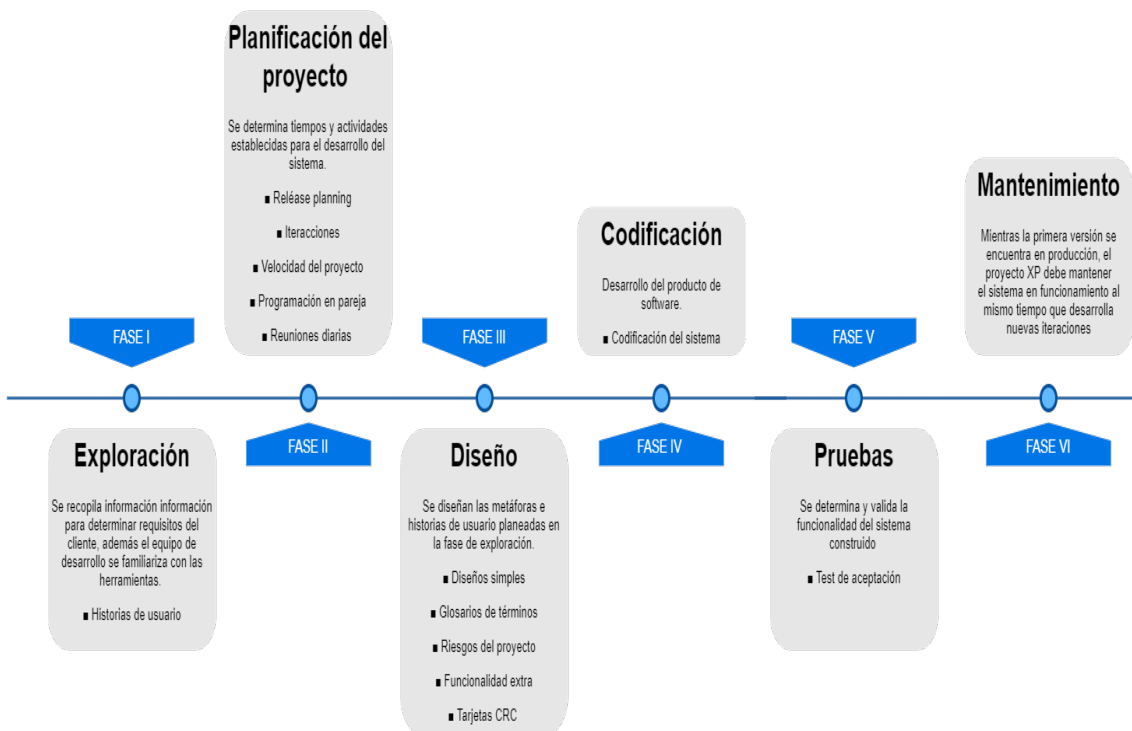 FASE I
Exploración
Se recopila información información
para determinar requisitos del
cliente, además el equipo de
desarrollo se familiariza con las
herramientas.
■ Historias de usuario
Planificación del
proyecto
Se determina tiempos y actividades
establecidas para el desarrollo del
sistema.
■ Reléase planning
■ Iteracciones
■ Velocidad del proyecto
■ Programación en pareja
■ Reuniones diarias
FASE II
FASE III
Diseño
Se diseñan las metáforas e
historias de usuario planeadas en
la fase de exploración.
■ Diseños simples
■ Glosarios de términos
■ Riesgos del proyecto
■ Funcionalidad extra
■ Tarjetas CRC
Codificación
Desarrollo del producto de
software.
■ Codificación del sistema
FASE IV
FASE V
Pruebas
Se determina y valida la
funcionalidad del sistema
construido
■ Test de aceptación
Mantenimiento
Mientras la primera versión se
encuentra en producción, el
proyecto XP debe mantener
el sistema en funcionamiento al
mismo tiempo que desarrolla
nuevas iteraciones
FASE VI